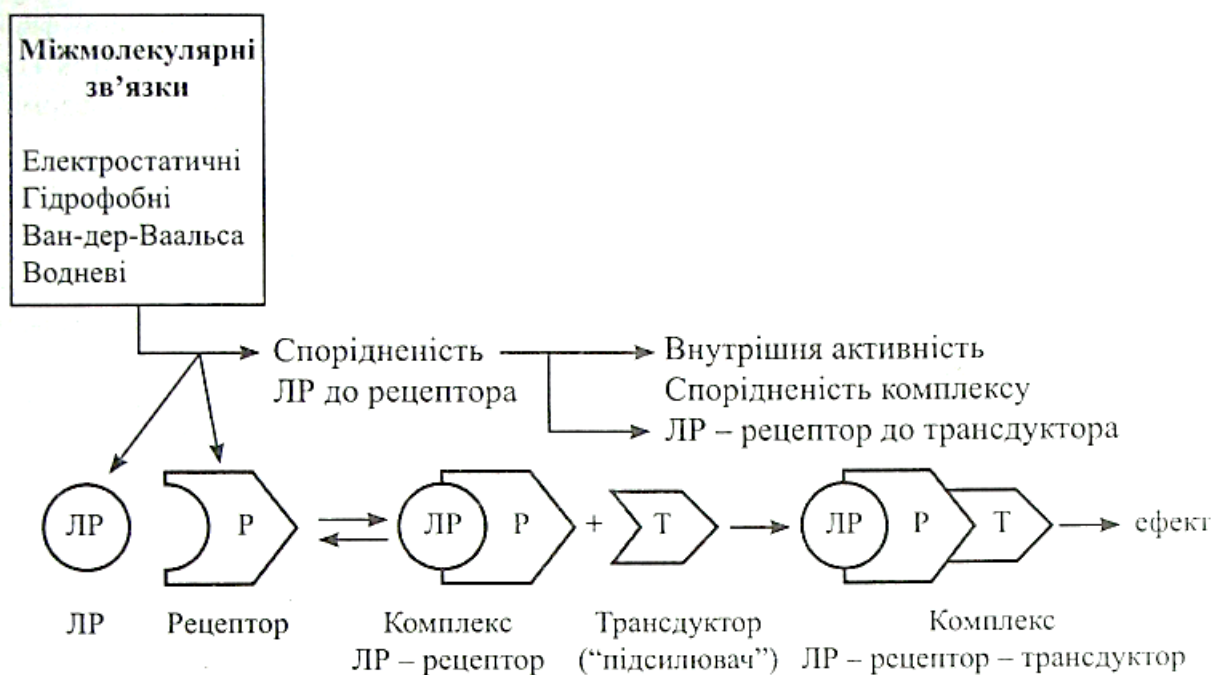 Міжмолекулярні
зв’язки
Електростатичні
Гідрофобні
Ван-дер-Ваальса
Водневі
Спорідненість
ЛР до рецептора
Внутрішня активність
Спорідненість комплексу
ЛР – рецептор до трансдуктора
ЛР Р ЛР Р + Т ЛР Р Т ефект
ЛР Рецептор Комплекс Трансдуктор Комплекс
ЛР – рецептор (“підсилювач”) ЛР – рецептор – трансдуктор